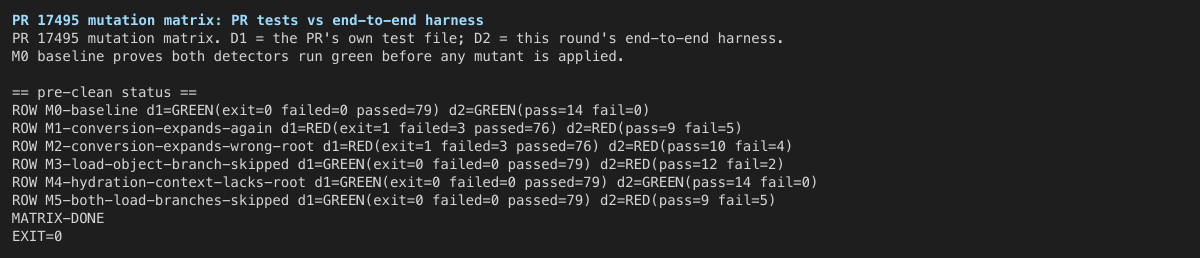 PR 17495 mutation matrix: PR tests vs end-to-end harness
PR 17495 mutation matrix. D1 = the PR's own test file; D2 = this round's end-to-end harness.
M0 baseline proves both detectors run green before any mutant is applied.
== pre-clean status ==
ROW M0-baseline d1=GREEN(exit=0 failed=0 passed=79) d2=GREEN(pass=14 fail=0)
ROW M1-conversion-expands-again d1=RED(exit=1 failed=3 passed=76) d2=RED(pass=9 fail=5)
ROW M2-conversion-expands-wrong-root d1=RED(exit=1 failed=3 passed=76) d2=RED(pass=10 fail=4)
ROW M3-load-object-branch-skipped d1=GREEN(exit=0 failed=0 passed=79) d2=RED(pass=12 fail=2)
ROW M4-hydration-context-lacks-root d1=GREEN(exit=0 failed=0 passed=79) d2=GREEN(pass=14 fail=0)
ROW M5-both-load-branches-skipped d1=GREEN(exit=0 failed=0 passed=79) d2=RED(pass=9 fail=5)
MATRIX-DONE
EXIT=0